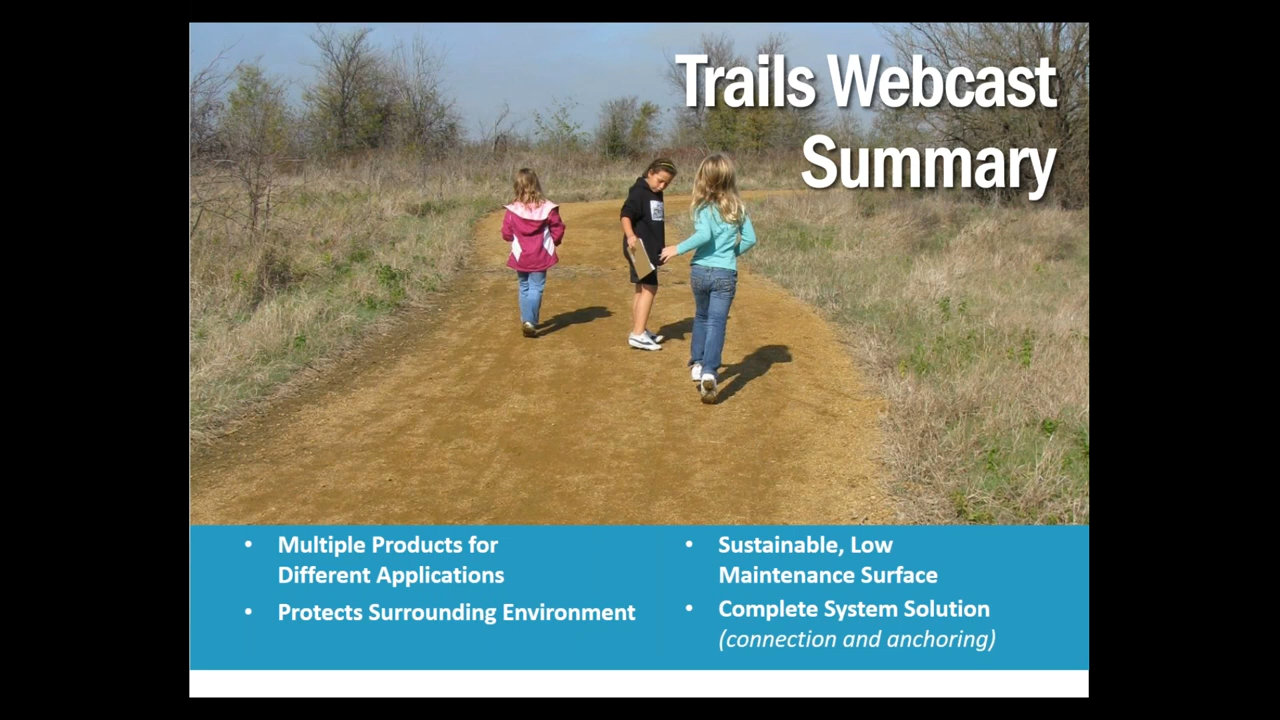 Trails Webcast
Summary
• Multiple Products for
Different Applications
• Protects Surrounding Environment
• Sustainable, Low
Maintenance Surface
• Complete System Solution
(connection and anchoring)